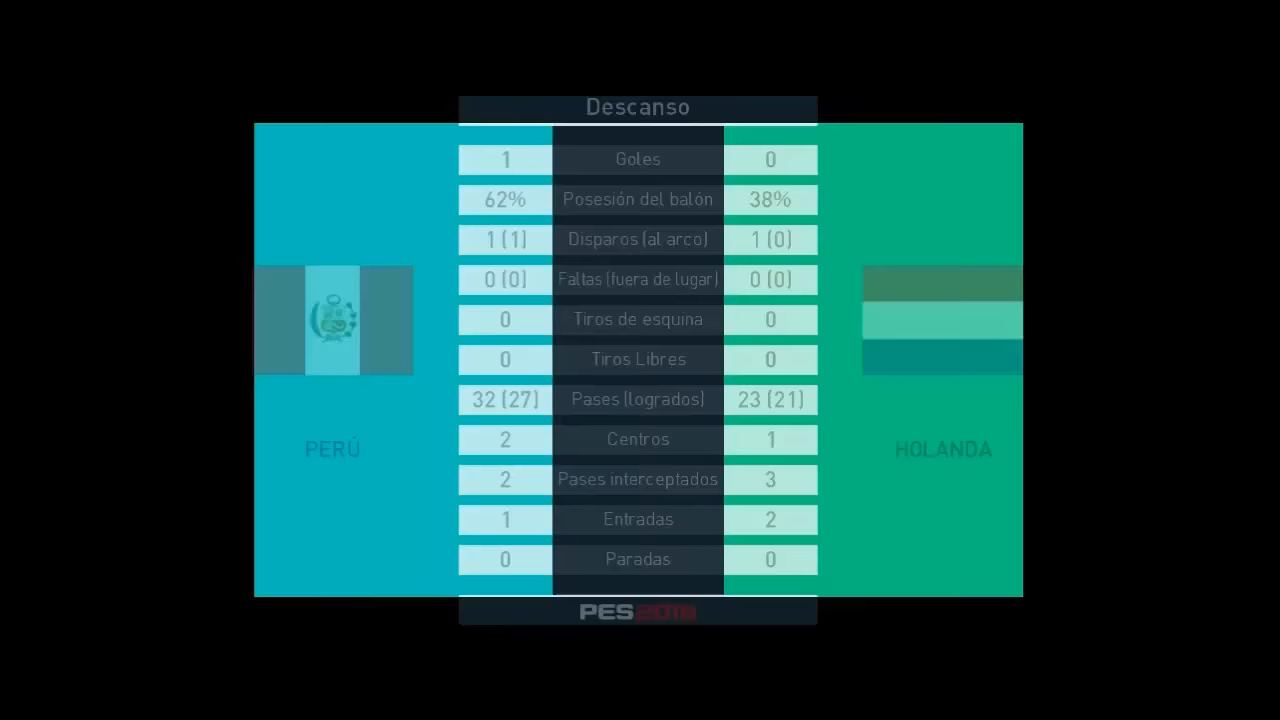 Descanso
1 Goles 0
62% Posesión del balón 38%
1 (1) Disparos (al arco) 1 (0)
0 (0) Faltas (fuera de lugar) 0 (0)
0 Tiros de esquina 0
0 Tiros Libres 0
32 (27) Pases (logrados) 23 (21)
2 Centros 1
PERÚ HOLANDA
2 Pases interceptados 3
1 Entradas 2
0 Paradas 0
PES 2018